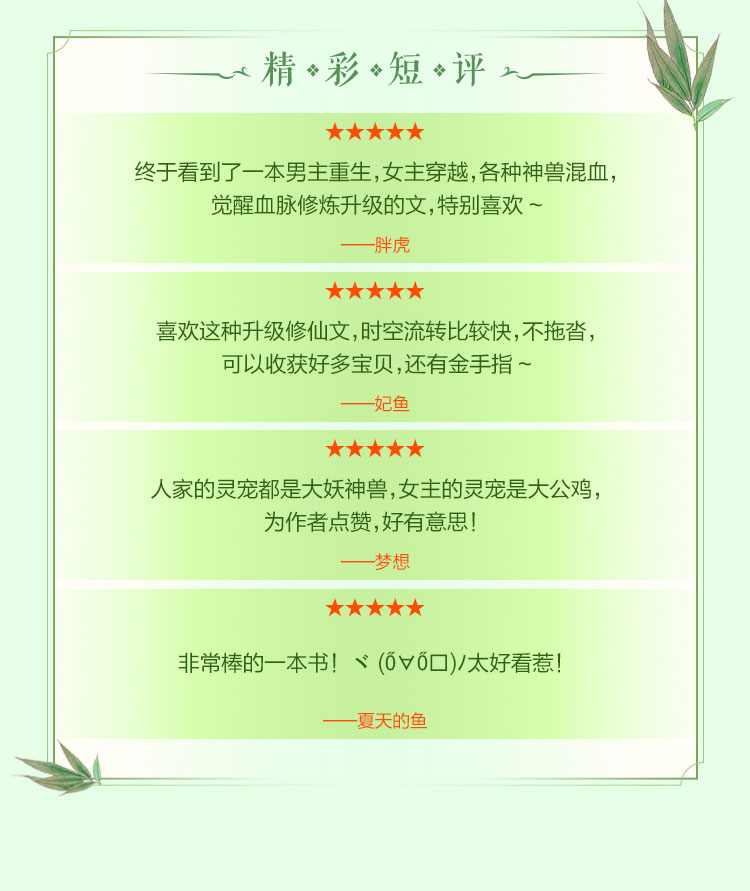 精彩短评
★★★★★
终于看到了一本男主重生,女主穿越,各种神兽混血,
觉醒血脉修炼升级的文,特别喜欢~
——胖虎
★★★★★
喜欢这种升级修仙文,时空流转比较快,不拖沓,
可以收获好多宝贝,还有金手指~
——妃鱼
★★★★★
人家的灵宠都是大妖神兽,女主的灵宠是大公鸡,
为作者点赞,好有意思!
——梦想
★★★★★
非常棒的一本书!ヾ(ő∀ő口)ﾉ太好看惹!
——夏天的鱼